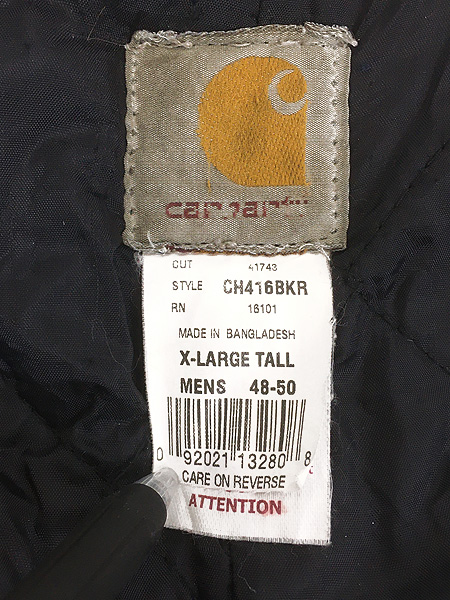 carhartt
CUT 41743
STYLE CH416BKR
RN 16101
MADE IN BANGLADESH
X-LARGE TALL
MENS 48-50
0 92021 13280 8
CARE ON REVERSE
ATTENTION